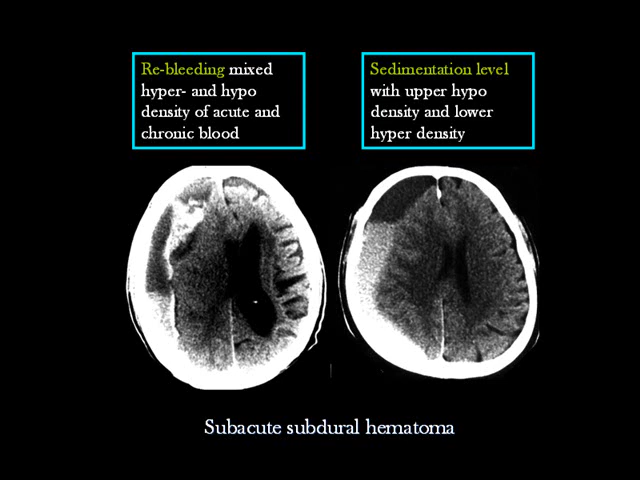 Re-bleeding mixed
hyper- and hypo
density of acute and
chronic blood
Sedimentation level
with upper hypo
density and lower
hyper density
Subacute subdural hematoma